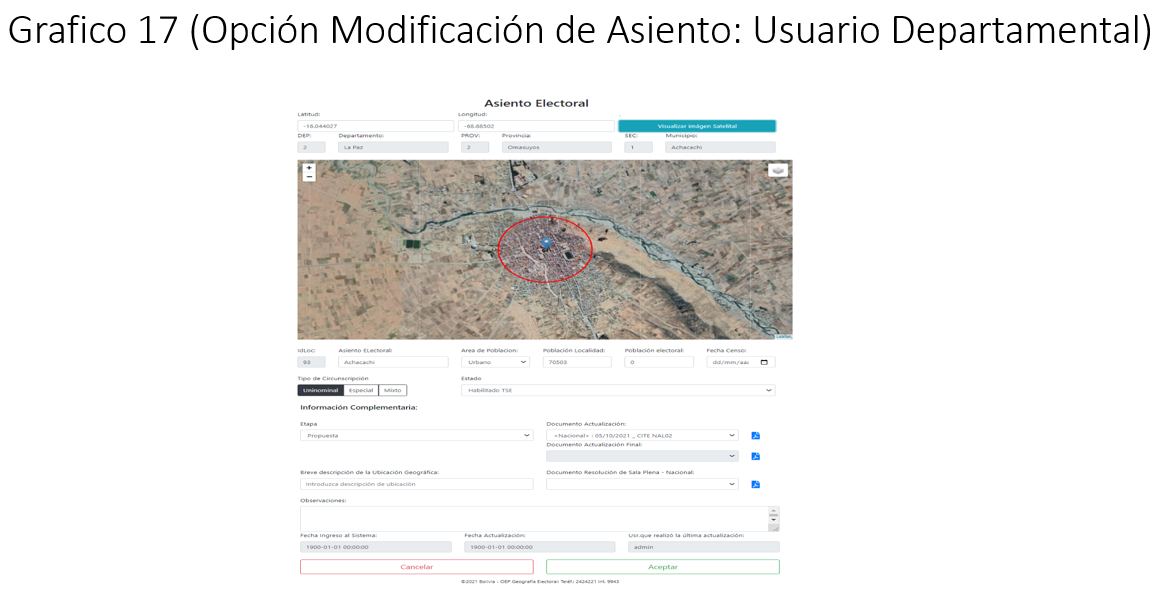 Grafico 17 (Opción Modificación de Asiento: Usuario Departamental)
Asiento Electoral
Latitud: Longitud:
-16.044027 -68.68502 Visualizar Imágen Satelital
DEP: Departamento: PROV: Provincia: SEC: Municipio:
2 La Paz 2 Omasuyos 1 Achacachi
+
−
Leaflet
IdLoc: Asiento ELectoral: Area de Poblacion: Población Localidad: Población electoral: Fecha Censo:
93 Achacachi Urbano 70503 0 dd/mm/aaa
Tipo de Circunscripción Estado
Uninominal Especial Mixto Habilitado TSE
Información Complementaria:
Etapa Documento Actualización:
Propuesta <Nacional> : 05/10/2021 _ CITE NAL02
Documento Actualización Final:
Breve descripción de la Ubicación Geográfica: Documento Resolución de Sala Plena - Nacional:
Introduzca descripción de ubicación
Observaciones:
Fecha Ingreso al Sistema: Fecha Actualización: Usr.que realizó la última actualización:
1900-01-01 00:00:00 1900-01-01 00:00:00 admin
Cancelar Aceptar
©2021 Bolivia - OEP Geografía Electoral: Teléf.: 2424221 Int. 9943